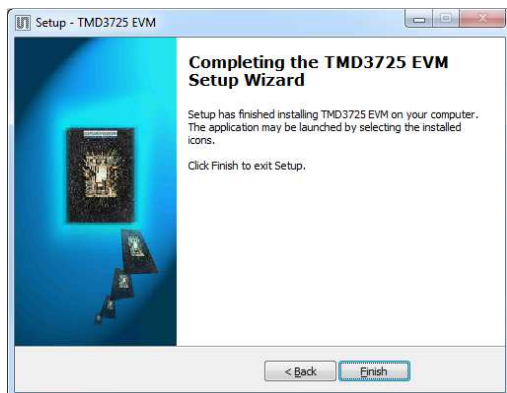 Setup - TMD3725 EVM
Completing the TMD3725 EVM
Setup Wizard
Setup has finished installing TMD3725 EVM on your computer.
The application may be launched by selecting the installed
icons.
Click Finish to exit Setup.
< Back
Finish